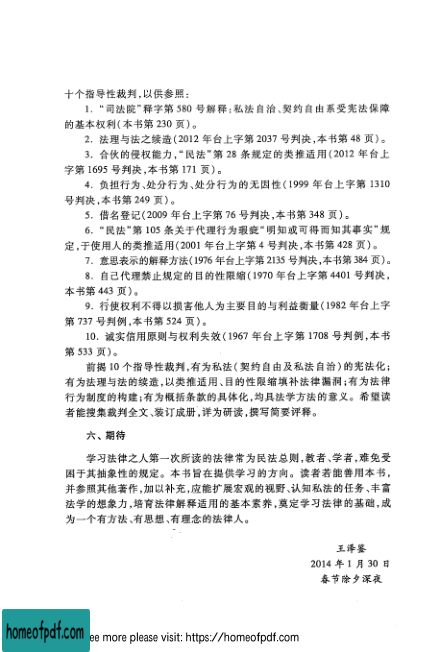 十个指导性裁判,以供参照:
1. “司法院”释字第 580 号解释:私法自治、契约自由系受宪法保障
的基本权利(本书第 230 页)。
2. 法理与法之续造(2012 年台上字第 2037 号判决,本书第 48 页)。
3. 合伙的侵权能力,“民法”第 28 条规定的类推适用(2012 年台上
字第 1695 号判决,本书第 171 页)。
4. 负担行为、处分行为、处分行为的无因性(1999 年台上字第 1310
号判决,本书第 249 页)。
5. 借名登记(2009 年台上字第 76 号判决,本书第 348 页)。
6. “民法”第 105 条关于代理行为瑕疵“明知或可得而知其事实”规
定,于使用人的类推适用(2001 年台上字第 4 号判决,本书第 428 页)。
7. 意思表示的解释方法(1976 年台上字第 2135 号判决,本书第 384 页)。
8. 自己代理禁止规定的目的性限缩(1970 年台上字第 4401 号判决,
本书第 443 页)。
9. 行使权利不得以损害他人为主要目的与利益衡量(1982 年台上字
第 737 号判例,本书第 524 页)。
10. 诚实信用原则与权利失效(1967 年台上字第 1708 号判例,本书
第 533 页)。
前揭 10 个指导性裁判,有为私法(契约自由及私法自治)的宪法化;
有为法理与法的续造,以类推适用、目的性限缩填补法律漏洞;有为法律
行为制度的构建;有为概括条款的具体化,均具法学方法的意义。希望读
者能搜集裁判全文、装订成册,详为研读,撰写简要评释。
六、期待
学习法律之人第一次所读的法律常为民法总则,教者、学者,难免受
困于其抽象性的规定。本书旨在提供学习的方向。读者若能善用本书,
并参照其他著作,加以补充,应能扩展宏观的视野、认知私法的任务、丰富
法学的想象力,培育法律解释适用的基本素养,奠定学习法律的基础,成
为一个有方法、有思想、有理念的法律人。
王泽鉴
2014 年 1 月 30 日
春节除夕深夜
homeofpdf.com
ee more please visit: https://homeofpdf.com